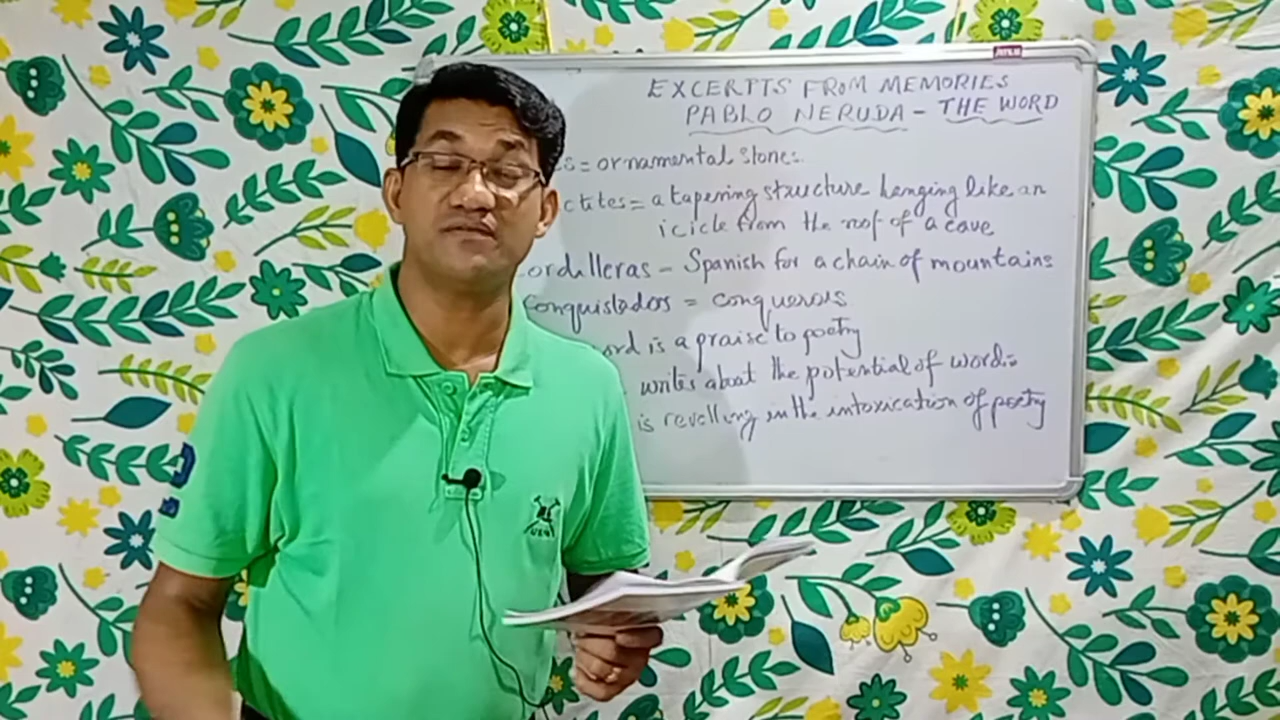 EXCERPTS FROM MEMORIES
PABLO NERUDA - THE WORD
= ornamental stones
ctites = a tapering structure hanging like an
icicle from the roof of a cave
ordilleras - Spanish for a chain of mountains
conquistadors = conquerors
ord is a praise to poetry
writes about the potential of words
is revelling in the intoxication of poetry